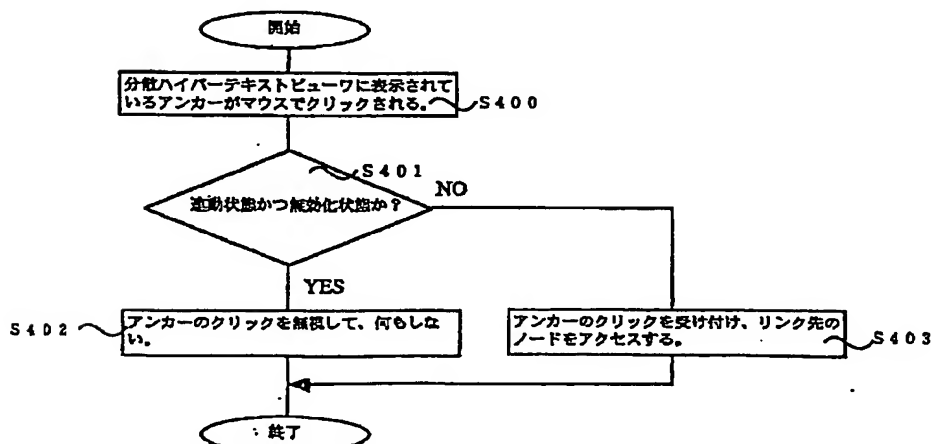 開始
分散ハイパーテキストビューワに表示されて
いるアンカーがマウスでクリックされる。
S400
S401
NO
連動状態かつ無効化状態か？
YES
S402
アンカーのクリックを無視して、何もしな
い。
アンカーのクリックを受け付け、リンク先の
ノードをアクセスする。
S403
終了